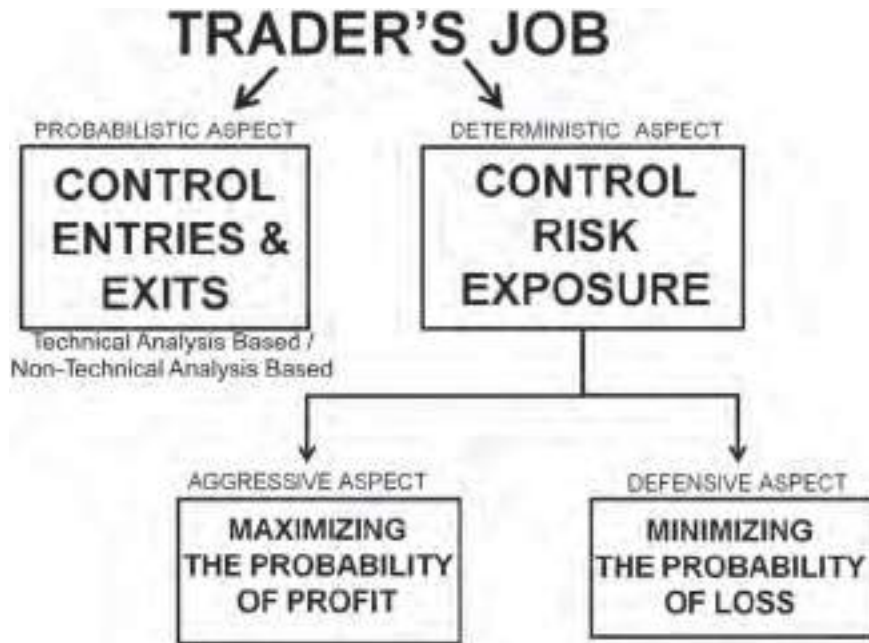 TRADER'S JOB
PROBABILISTIC ASPECT
CONTROL
ENTRIES &
EXITS
Technical Analysis Based /
Non-Technical Analysis Based
DETERMINISTIC ASPECT
CONTROL
RISK
EXPOSURE
AGGRESSIVE ASPECT
MAXIMIZING
THE PROBABILITY
OF PROFIT
DEFENSIVE ASPECT
MINIMIZING
THE PROBABILITY
OF LOSS